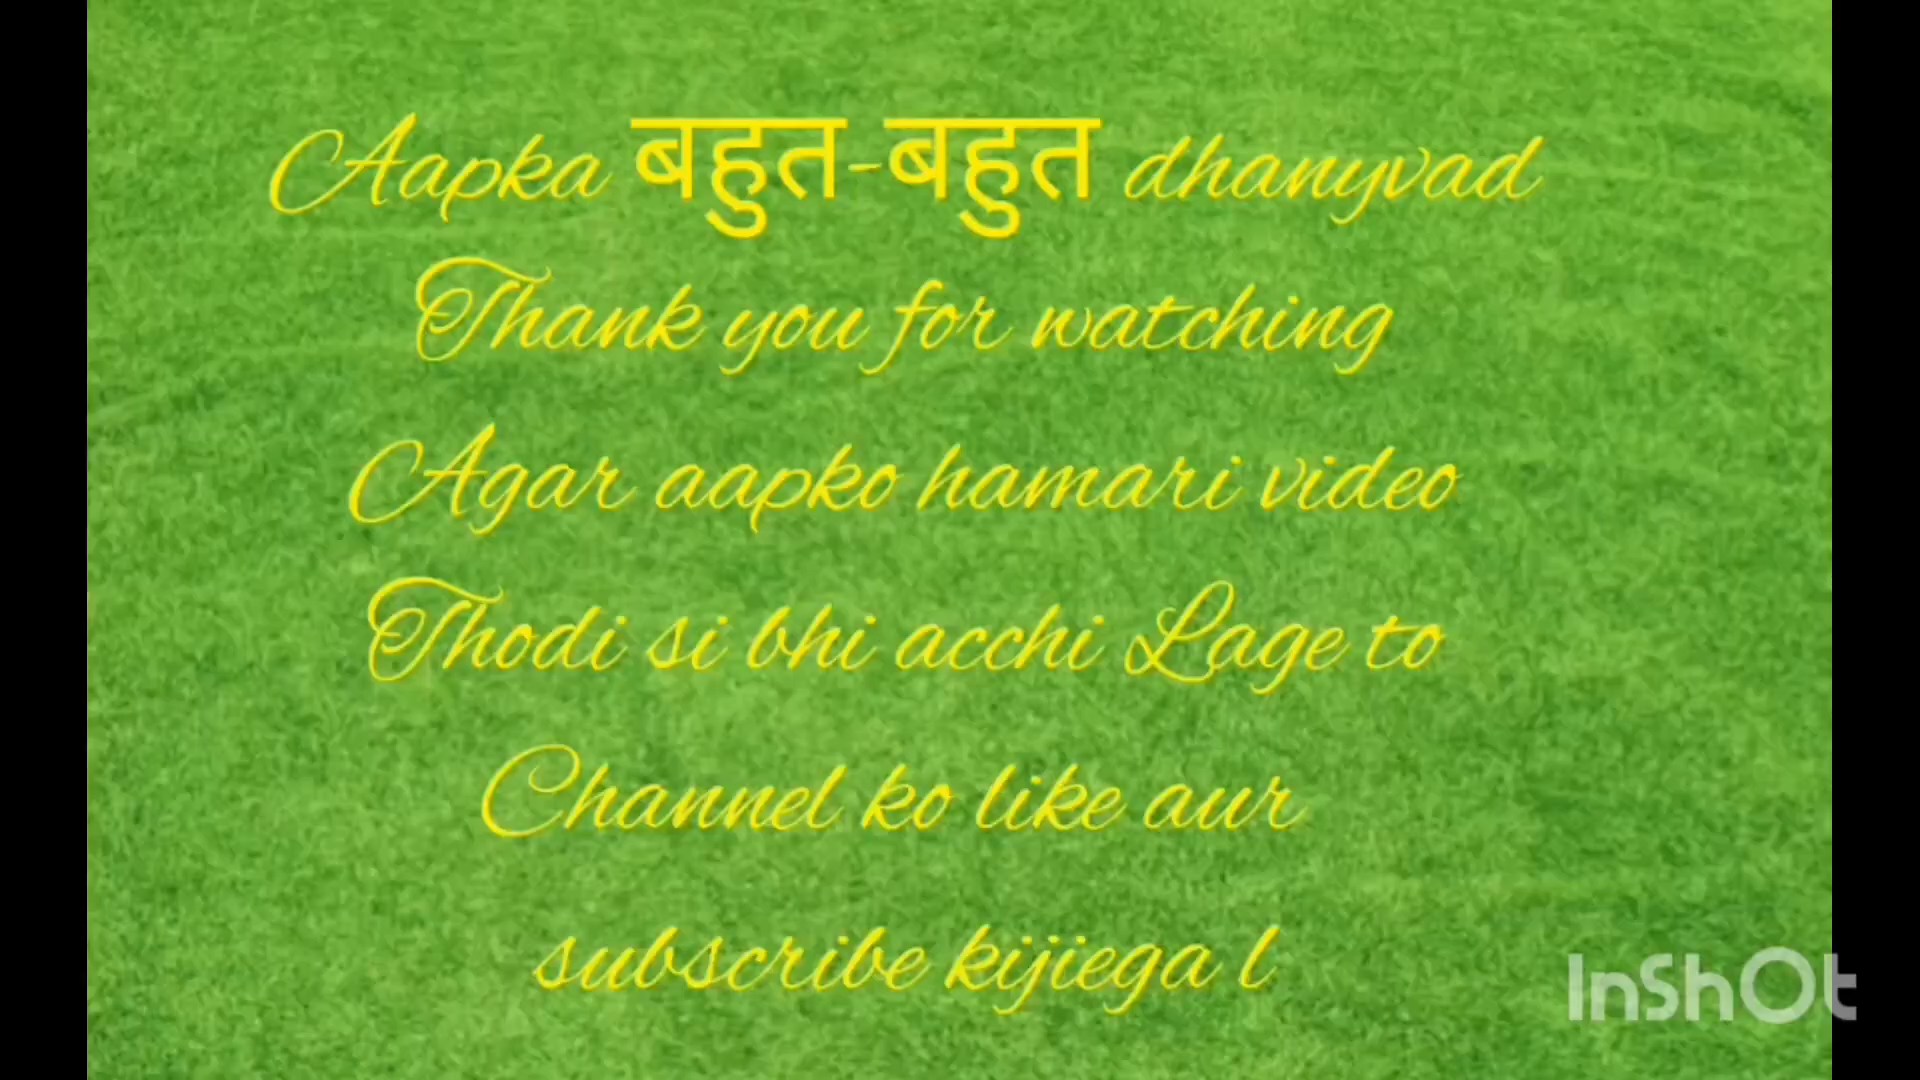 Aapka बहुत-बहुत dhanyvad
Thank you for watching
Agar aapko hamari video
Thodi si bhi acchi Lage to
Channel ko like aur
subscribe kijiega l
InShOt